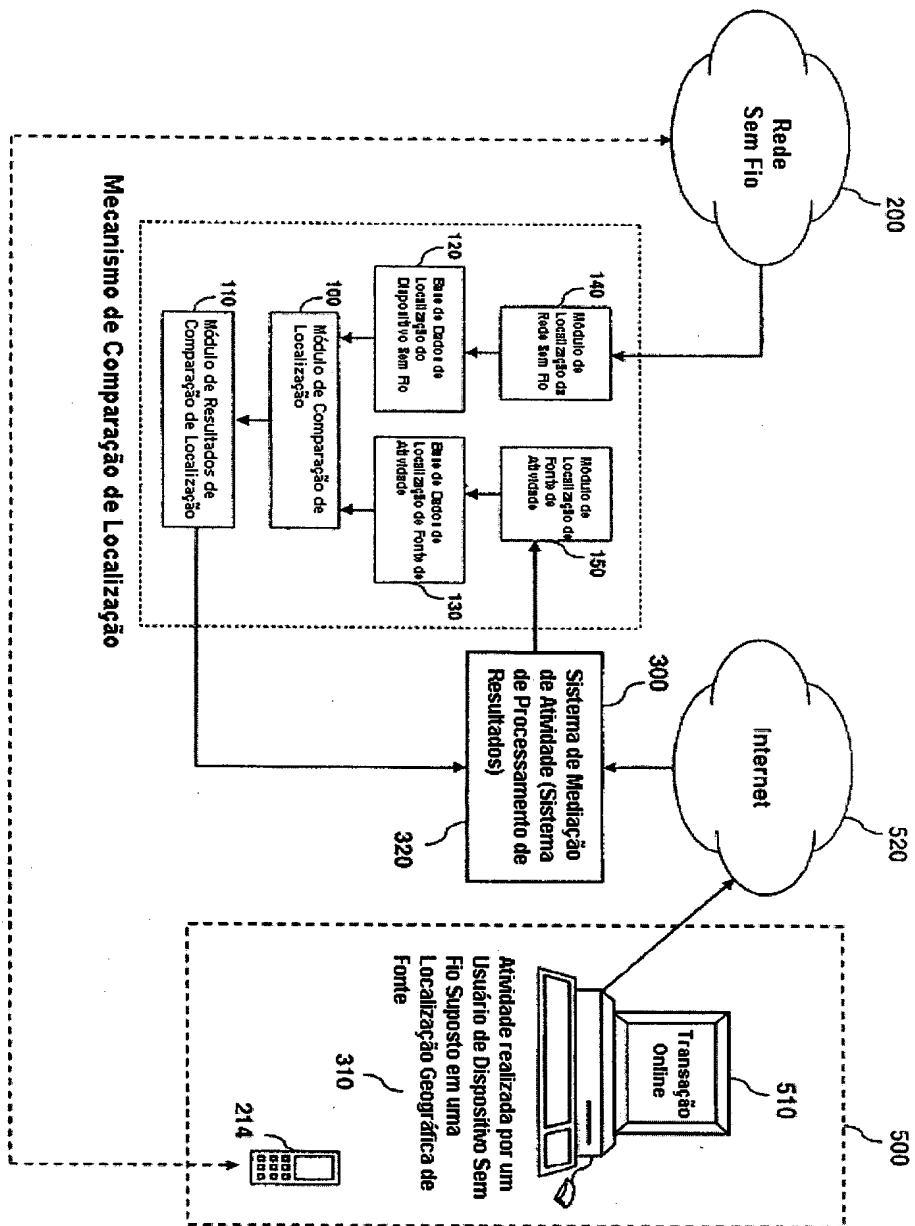 Rede
Sem Fio
200
Internet
520
140
Módulo de
Localização da
Rede Sem Fio
Módulo de
Localização de
Fonte de
Atividade
150
120
Base de Dados de
Localização do
Dispositivo Sem Fio
Base de Dados de
Localização de Fonte de
Atividade
130
100
Módulo de Comparação de
Localização
110
Módulo de Resultados de
Comparação de Localização
Mecanismo de Comparação de Localização
300
Sistema de Mediação
de Atividade (Sistema
de Processamento de
Resultados)
320
500
510
Transação
Online
Atividade realizada por um
Usuário de Dispositivo Sem
Fio Suposto em uma
Localização Geográfica de
Fonte
310
214